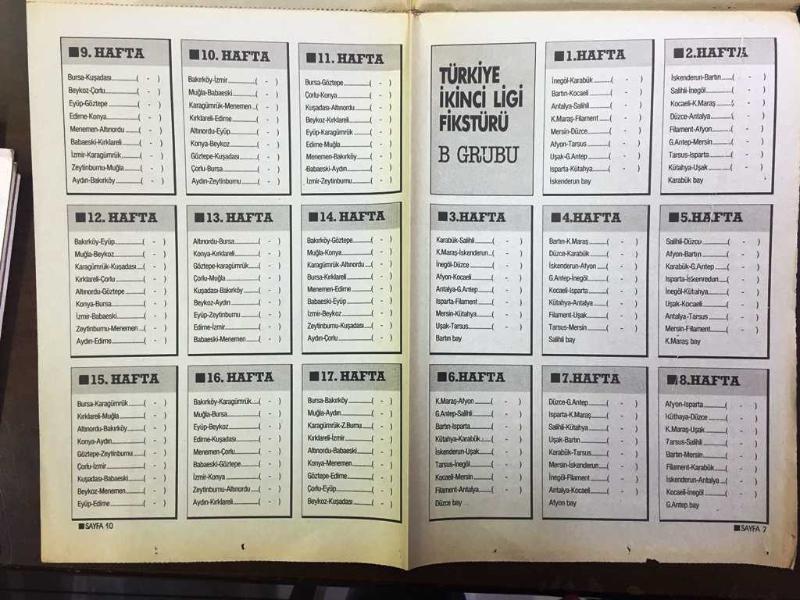 ■9. HAFTA
Bursa-Kuşadası........( - )
Beykoz-Çorlu..........( - )
Eyüp-Göztepe..........( - )
Edirne-Konya..........( - )
Menemen-Altınordu.....( - )
Babaeski-Kırklareli...( - )
İzmir-Karagümrük......( - )
Zeytinburnu-Muğla.....( - )
Aydın-Bakırköy........( - )
■10. HAFTA
Bakırköy-İzmir........( - )
Muğla-Babaeski........( - )
Karagümrük-Menemen....( - )
Kırklareli-Edirne.....( - )
Altınordu-Eyüp........( - )
Konya-Beykoz..........( - )
Göztepe-Kuşadası......( - )
Çorlu-Bursa...........( - )
Aydın-Zeytinburnu.....( - )
■11. HAFTA
Bursa-Göztepe.........( - )
Çorlu-Konya...........( - )
Kuşadası-Altınordu....( - )
Beykoz-Kırklareli.....( - )
Eyüp-Karagümrük.......( - )
Edirne-Muğla..........( - )
Menemen-Bakırköy......( - )
Babaeski-Aydın........( - )
İzmir-Zeytinburnu.....( - )
■12. HAFTA
Bakırköy-Eyüp.........( - )
Muğla-Beykoz..........( - )
Karagümrük-Kuşadası...( - )
Kırklareli-Çorlu......( - )
Altınordu-Göztepe.....( - )
Konya-Bursa...........( - )
İzmir-Babaeski........( - )
Zeytinburnu-Menemen...( - )
Aydın-Edirne..........( - )
■13. HAFTA
Altınordu-Bursa.......( - )
Konya-Kırklareli......( - )
Göztepe-karagümrük....( - )
Çorlu-Muğla...........( - )
Kuşadası-Bakırköy.....( - )
Beykoz-Aydın..........( - )
Eyüp-Zeytinburnu......( - )
Edirne-İzmir..........( - )
Babaeski-Menemen......( - )
■14. HAFTA
Bakırköy-Göztepe......( - )
Muğla-Konya...........( - )
Karagümrük-Altınordu..( - )
Bursa-Kırklareli......( - )
Menemen-Edirne........( - )
Babaeski-Eyüp.........( - )
İzmir-Beykoz..........( - )
Zeytinburnu-Kuşadası..( - )
Aydın-Çorlu...........( - )
■15. HAFTA
Bursa-Karagümrük......( - )
Kırklareli-Muğla......( - )
Altınordu-Bakırköy....( - )
Konya-Aydın...........( - )
Göztepe-Zeytinburnu...( - )
Çorlu-İzmir...........( - )
Kuşadası-Babaeski.....( - )
Beykoz-Menemen........( - )
Eyüp-Edirne...........( - )
■16. HAFTA
Bakırköy-Karagümrük...( - )
Muğla-Bursa...........( - )
Eyüp-Beykoz...........( - )
Edirne-Kuşadası.......( - )
Menemen-Çorlu.........( - )
Babaeski-Göztepe......( - )
İzmir-Konya...........( - )
Zeytinburnu-Altınordu.( - )
Aydın-Kırklareli......( - )
■17. HAFTA
Bursa-Bakırköy........( - )
Muğla-Aydın...........( - )
Karagümrük-Z.Burnu....( - )
Kırklareli-İzmir......( - )
Altınordu-Babaeski....( - )
Konya-Menemen.........( - )
Göztepe-Edirne........( - )
Çorlu-Eyüp............( - )
Beykoz-Kuşadası.......( - )
■SAYFA 10
TÜRKİYE
İKİNCİ LİGİ
FİKSTÜRÜ
B GRUBU
■1.HAFTA
İnegöl-Karabük........( - )
Bartın-Kocaeli........( - )
Antalya-Salihli.......( - )
K.Maraş-Filament......( - )
Mersin-Düzce..........( - )
Afyon-Tarsus..........( - )
Uşak-G.Antep..........( - )
Isparta-Kütahya.......( - )
İskenderun bay
■2.HAFTA
İskenderun-Bartın.....( - )
Salihli-İnegöl........( - )
Kocaeli-K.Maraş.......( - )
Düzce-Antalya.........( - )
Filament-Afyon........( - )
G.Antep-Mersin........( - )
Tarsus-Isparta........( - )
Kütahya-Uşak..........( - )
Karabük bay
■3.HAFTA
Karabük-Salihli.......( - )
K.Maraş-İskenderun....( - )
İnegöl-Düzce..........( - )
Afyon-Kocaeli.........( - )
Antalya-G.Antep.......( - )
Isparta-Filament......( - )
Mersin-Kütahya........( - )
Uşak-Tarsus...........( - )
Bartın bay
■4.HAFTA
Bartın-K.Maraş........( - )
Düzce-Karabük.........( - )
İskenderun-Afyon......( - )
G.Antep-İnegöl........( - )
Kocaeli-Isparta.......( - )
Kütahya-Antalya.......( - )
Filament-Uşak.........( - )
Tarsus-Mersin.........( - )
Salihli bay
■5.HAFTA
Salihli-Düzcu.........( - )
Afyon-Bartın..........( - )
Karabük-G.Antep.......( - )
Isparta-İskenredun....( - )
İnegöl-Kütahya........( - )
Uşak-Kocaeli..........( - )
Antalya-Tarsus........( - )
Mersin-Filament.......( - )
K.Maraş bay
■6.HAFTA
K.Maraş-Afyon.........( - )
G.Antep-Salihli.......( - )
Bartın-Isparta........( - )
Kütahya-Karabük.......( - )
İskenderun-Uşak.......( - )
Tarsus-İnegöl.........( - )
Kocaeli-Mersin........( - )
Filament-Antalya......( - )
Düzce bay
■7.HAFTA
Düzce-G.Antep.........( - )
Isparta-K.Maraş.......( - )
Salihli-Kütahya.......( - )
Uşak-Bartın...........( - )
Karabük-Tarsus........( - )
Mersin-İskenderun.....( - )
İnegöl-Filament.......( - )
Antalya-Kocaeli.......( - )
Afyon bay
■8.HAFTA
Afyon-Isparta.........( - )
Küthaya-Düzce.........( - )
K.Maraş-Uşak..........( - )
Tarsus-Salihli........( - )
Bartın-Mersin.........( - )
Filament-Karabük......( - )
İskenderun-Antalya....( - )
Kocaeli-İnegöl........( - )
G.Antep bay
■SAYFA 7